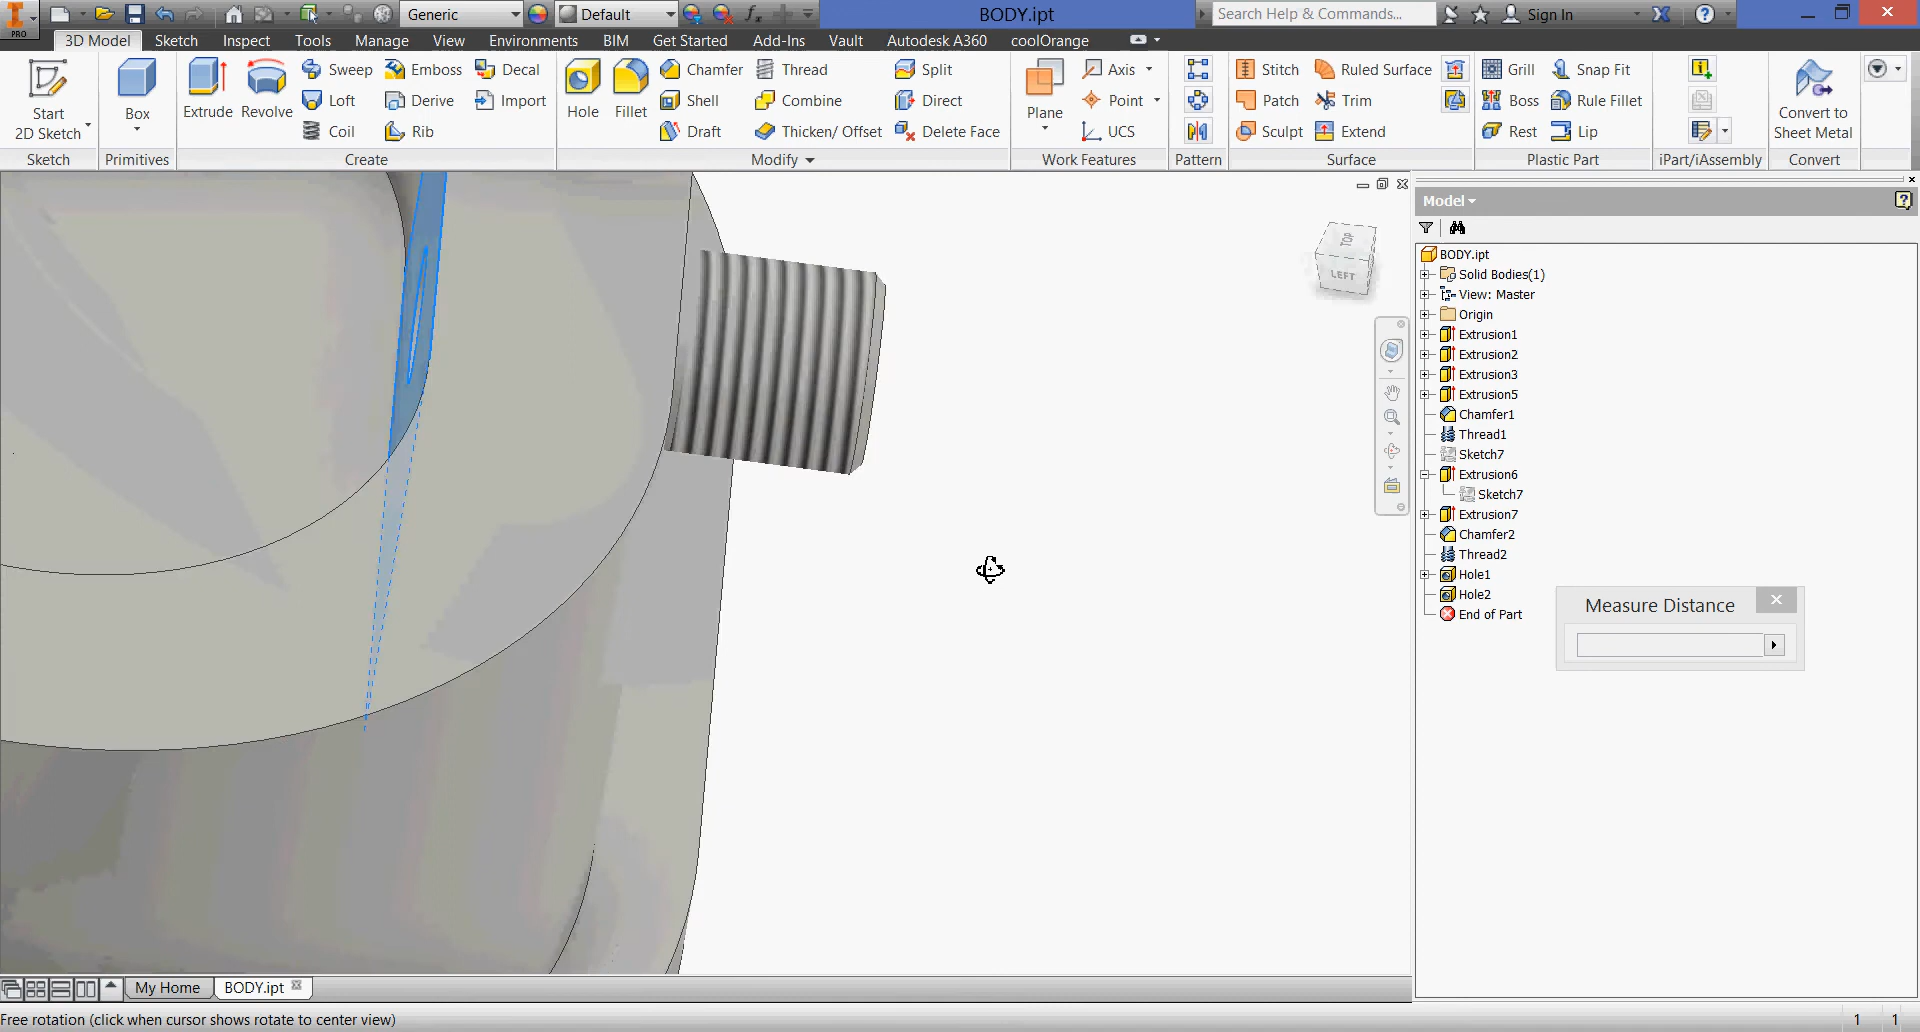 PRO
Generic
Default
fx
BODY.ipt
Search Help & Commands...
Sign In
3D Model Sketch Inspect Tools Manage View Environments BIM Get Started Add-Ins Vault Autodesk A360 coolOrange
Start
2D Sketch
Box
Extrude
Revolve
Sweep
Loft
Coil
Emboss
Derive
Rib
Decal
Import
Hole
Fillet
Chamfer
Shell
Draft
Thread
Combine
Thicken/ Offset
Split
Direct
Delete Face
Plane
Axis
Point
UCS
Stitch
Patch
Sculpt
Ruled Surface
Trim
Extend
Grill
Boss
Rest
Snap Fit
Rule Fillet
Lip
Convert to
Sheet Metal
Sketch
Primitives
Create
Modify
Work Features
Pattern
Surface
Plastic Part
iPart/iAssembly
Convert
TOP
LEFT
Model
BODY.ipt
Solid Bodies(1)
View: Master
Origin
Extrusion1
Extrusion2
Extrusion3
Extrusion5
Chamfer1
Thread1
Sketch7
Extrusion6
Sketch7
Extrusion7
Chamfer2
Thread2
Hole1
Hole2
End of Part
Measure Distance
My Home
BODY.ipt
Free rotation (click when cursor shows rotate to center view)
1 1